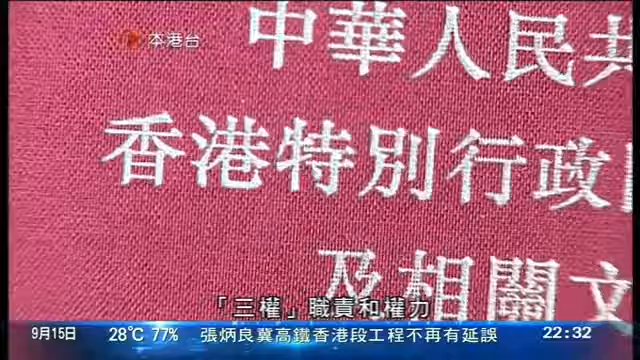 本港台
中華人民共
香港特別行政
及相關文
「三權」職責和權力
9月15日 28℃ 77% 張炳良冀高鐵香港段工程不再有延誤 22:32